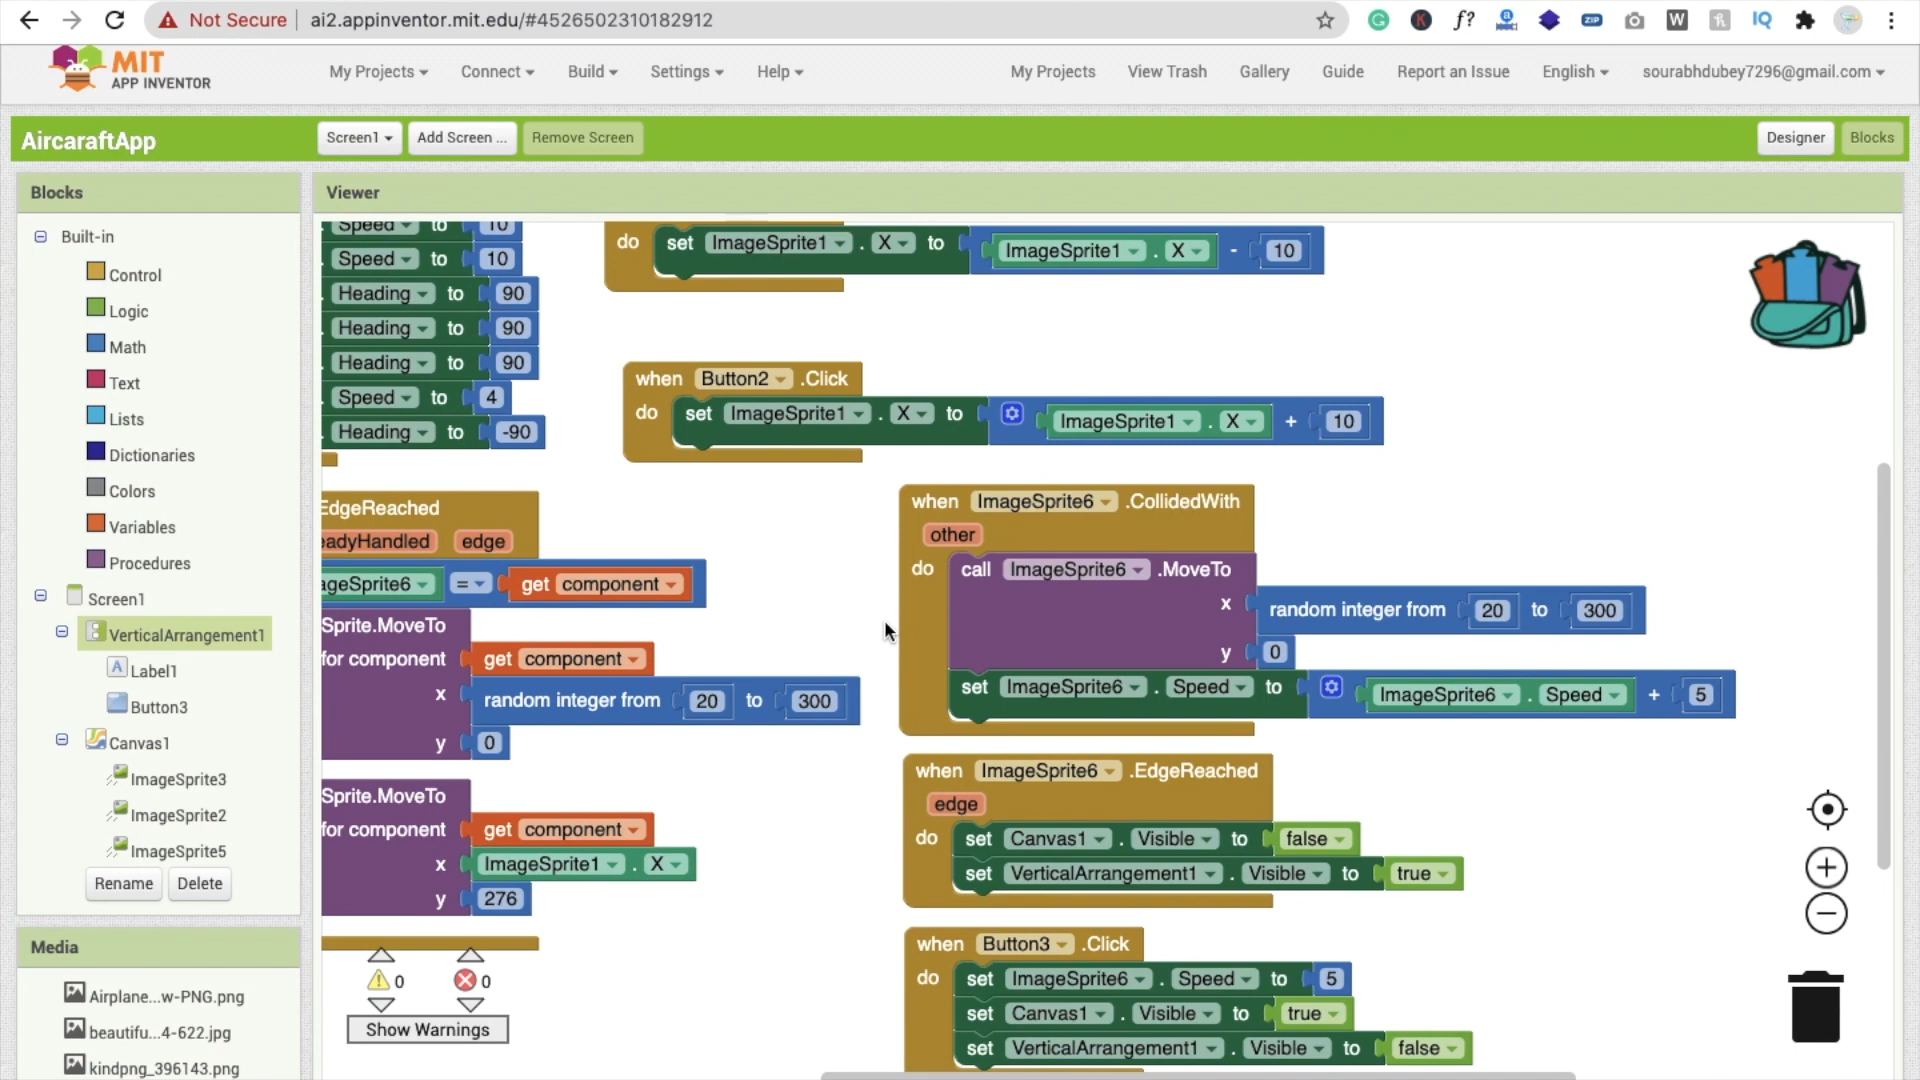 Not Secure ai2.appinventor.mit.edu/#4526502310182912
MIT
APP INVENTOR
My Projects Connect Build Settings Help My Projects View Trash Gallery Guide Report an Issue English sourabhdubey7296@gmail.com
AircaraftApp
Screen1 Add Screen ... Remove Screen Designer Blocks
Blocks
Built-in
Control
Logic
Math
Text
Lists
Dictionaries
Colors
Variables
Procedures
Screen1
VerticalArrangement1
Label1
Button3
Canvas1
ImageSprite3
ImageSprite2
ImageSprite5
Rename Delete
Media
Airplane...w-PNG.png
beautifu...4-622.jpg
kindpng_396143.png
Viewer
Speed to 10
Speed to 10
Heading to 90
Heading to 90
Heading to 90
Speed to 4
Heading to -90
EdgeReached
eadyHandled edge
ageSprite6 = get component
Sprite.MoveTo
for component get component
x random integer from 20 to 300
y 0
Sprite.MoveTo
for component get component
x ImageSprite1 . X
y 276
0 0
Show Warnings
do set ImageSprite1 . X to ImageSprite1 . X - 10
when Button2 .Click
do set ImageSprite1 . X to ImageSprite1 . X + 10
when ImageSprite6 .CollidedWith
other
do call ImageSprite6 .MoveTo
x random integer from 20 to 300
y 0
set ImageSprite6 . Speed to ImageSprite6 . Speed + 5
when ImageSprite6 .EdgeReached
edge
do set Canvas1 . Visible to false
set VerticalArrangement1 . Visible to true
when Button3 .Click
do set ImageSprite6 . Speed to 5
set Canvas1 . Visible to true
set VerticalArrangement1 . Visible to false